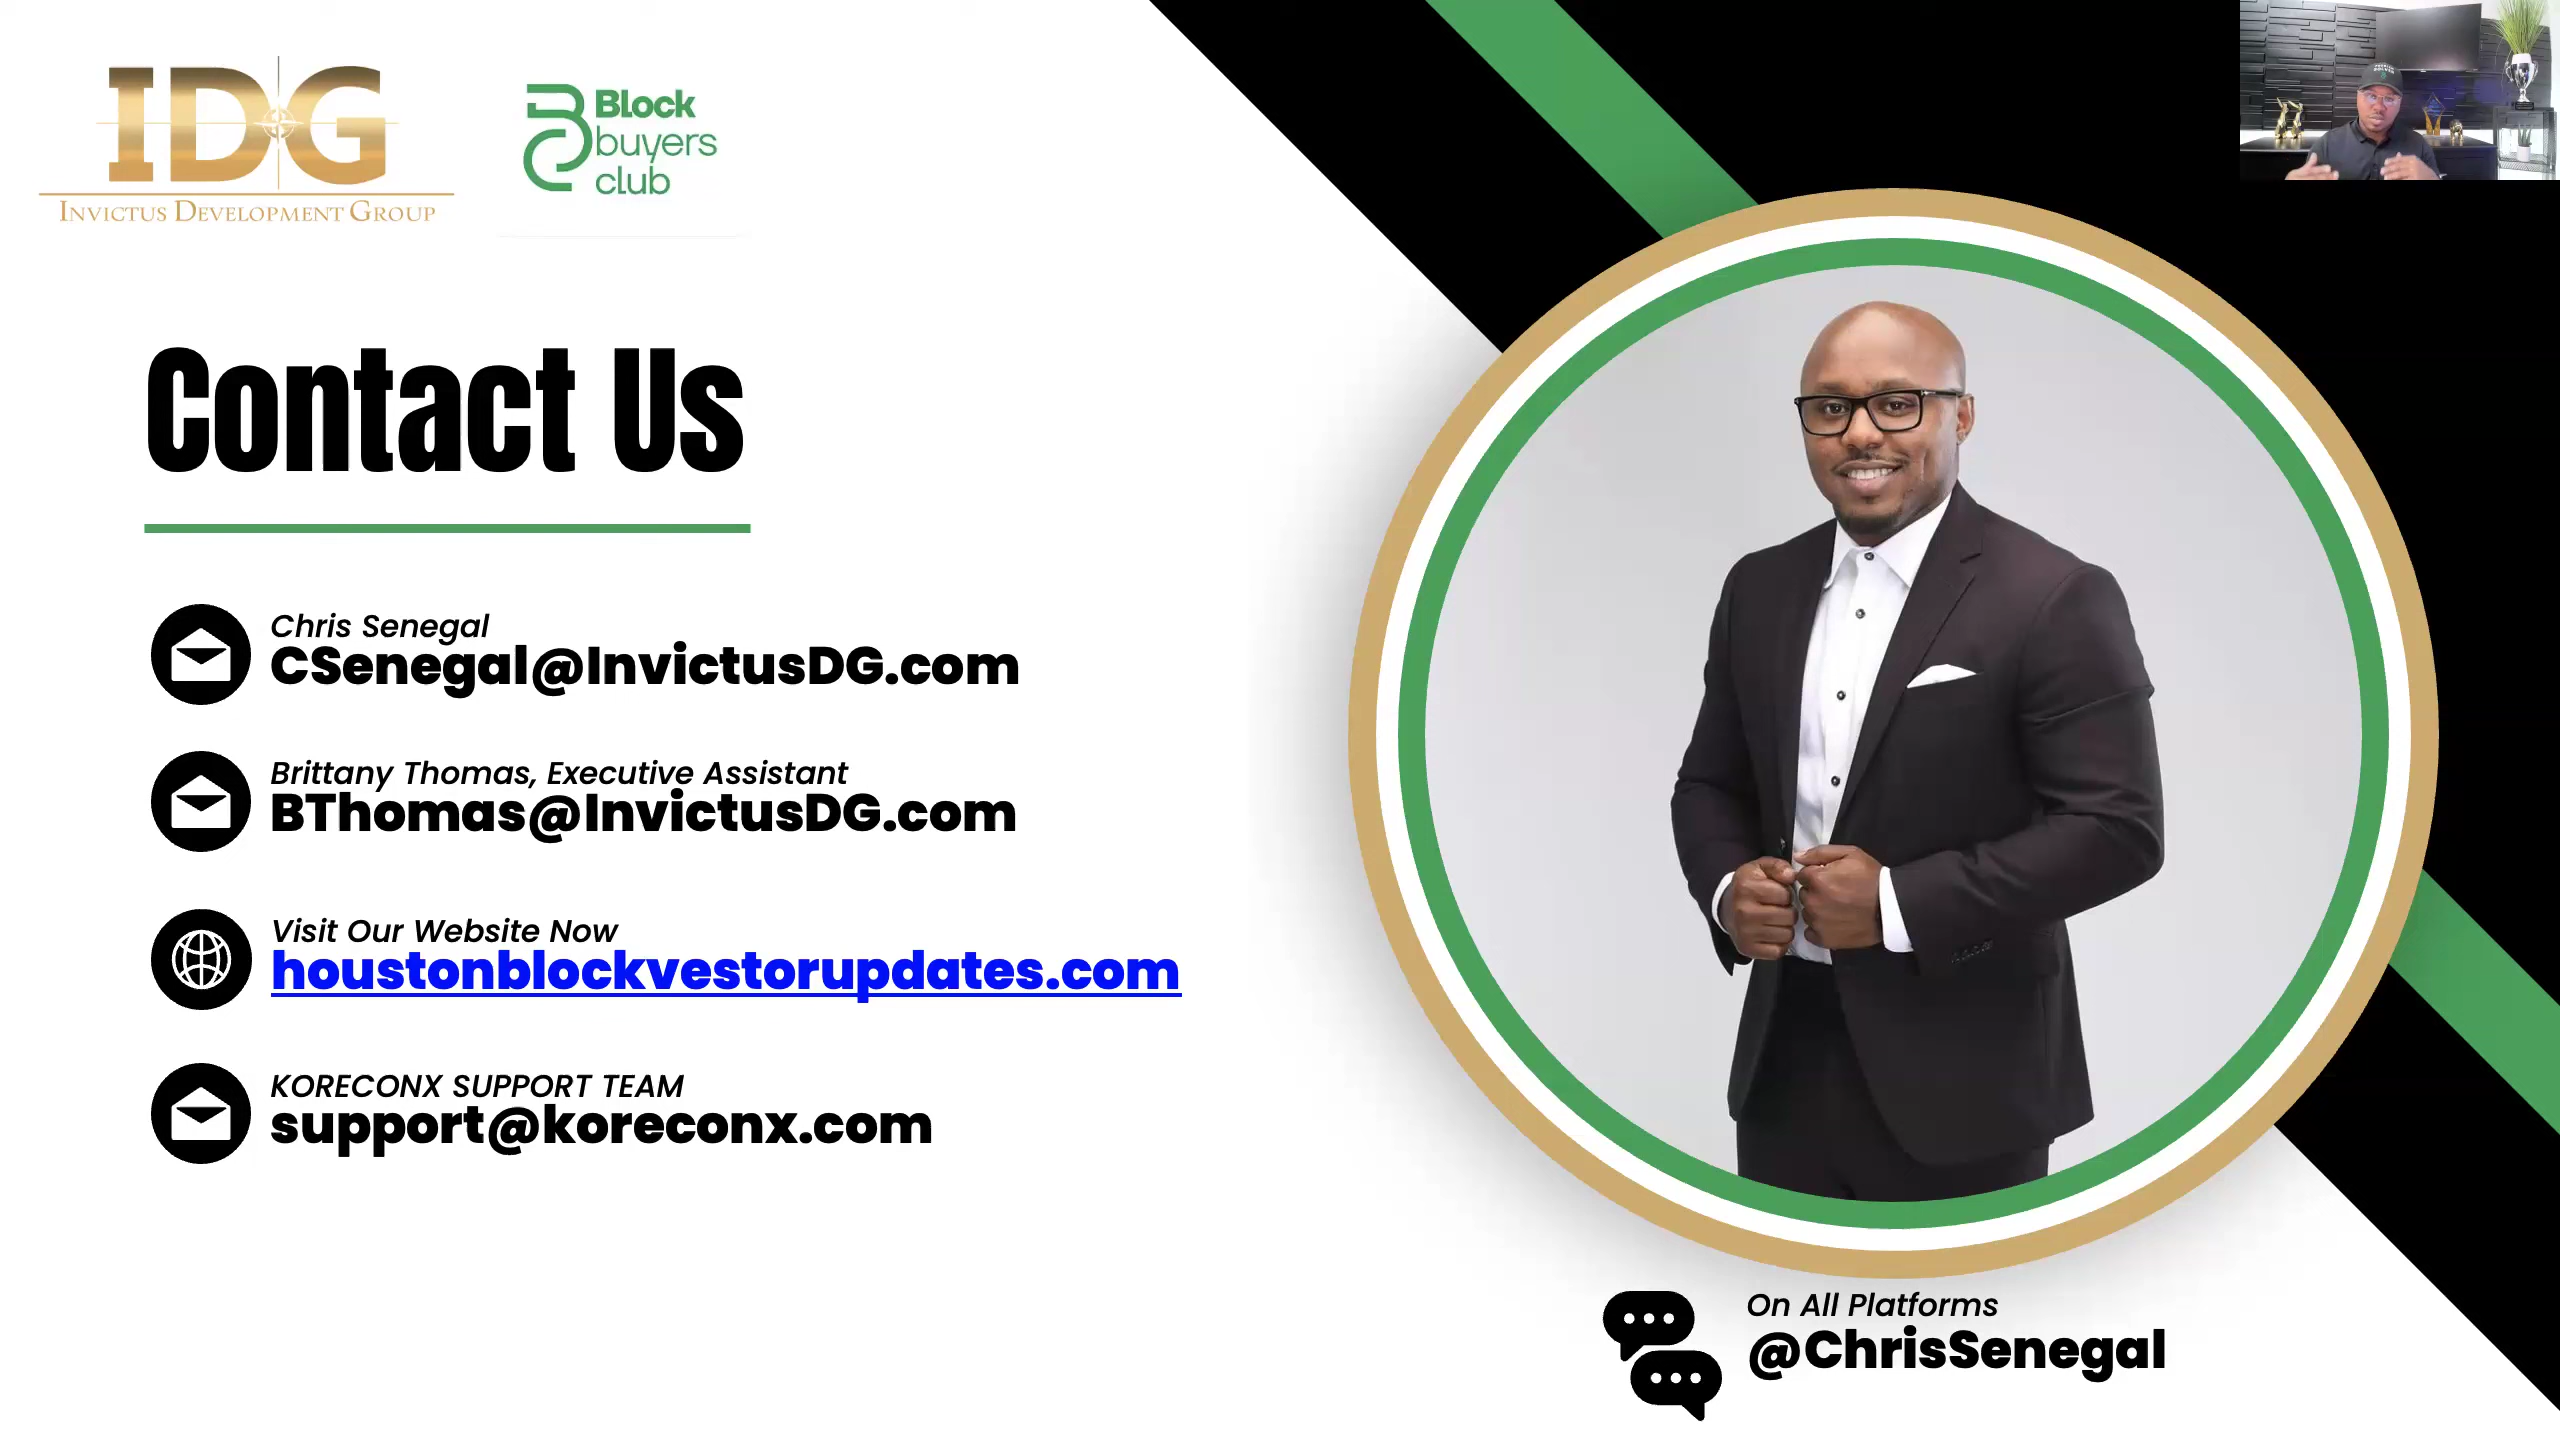 IDG
INVICTUS DEVELOPMENT GROUP
Block
buyers
club
Contact Us
Chris Senegal
CSenegal@InvictusDG.com
Brittany Thomas, Executive Assistant
BThomas@InvictusDG.com
Visit Our Website Now
houstonblockvestorupdates.com
KORECONX SUPPORT TEAM
support@koreconx.com
On All Platforms
@ChrisSenegal